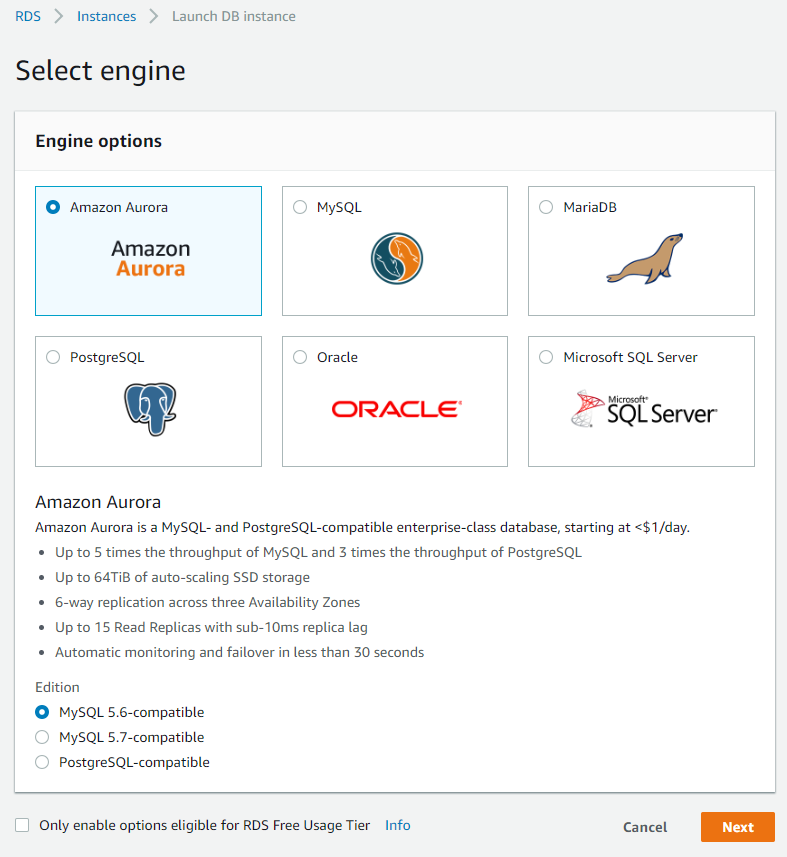 RDS > Instances > Launch DB instance
Select engine
Engine options
Amazon Aurora
Amazon
Aurora
MySQL
MariaDB
PostgreSQL
Oracle
ORACLE®
Microsoft SQL Server
Microsoft®
SQL Server®
Amazon Aurora
Amazon Aurora is a MySQL- and PostgreSQL-compatible enterprise-class database, starting at <$1/day.
• Up to 5 times the throughput of MySQL and 3 times the throughput of PostgreSQL
• Up to 64TiB of auto-scaling SSD storage
• 6-way replication across three Availability Zones
• Up to 15 Read Replicas with sub-10ms replica lag
• Automatic monitoring and failover in less than 30 seconds
Edition
MySQL 5.6-compatible
MySQL 5.7-compatible
PostgreSQL-compatible
Only enable options eligible for RDS Free Usage Tier Info
Cancel Next